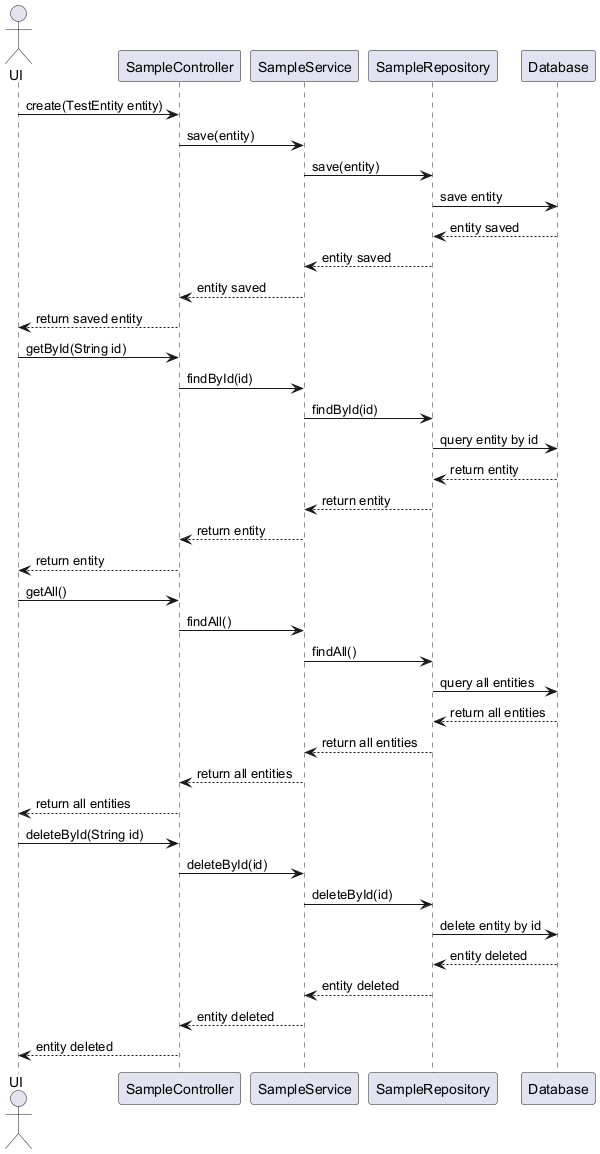 UI
SampleController
SampleService
SampleRepository
Database
create(TestEntity entity)
save(entity)
save(entity)
save entity
entity saved
entity saved
entity saved
return saved entity
getById(String id)
findById(id)
findById(id)
query entity by id
return entity
return entity
return entity
return entity
getAll()
findAll()
findAll()
query all entities
return all entities
return all entities
return all entities
return all entities
deleteById(String id)
deleteById(id)
deleteById(id)
delete entity by id
entity deleted
entity deleted
entity deleted
entity deleted
UI
SampleController
SampleService
SampleRepository
Database